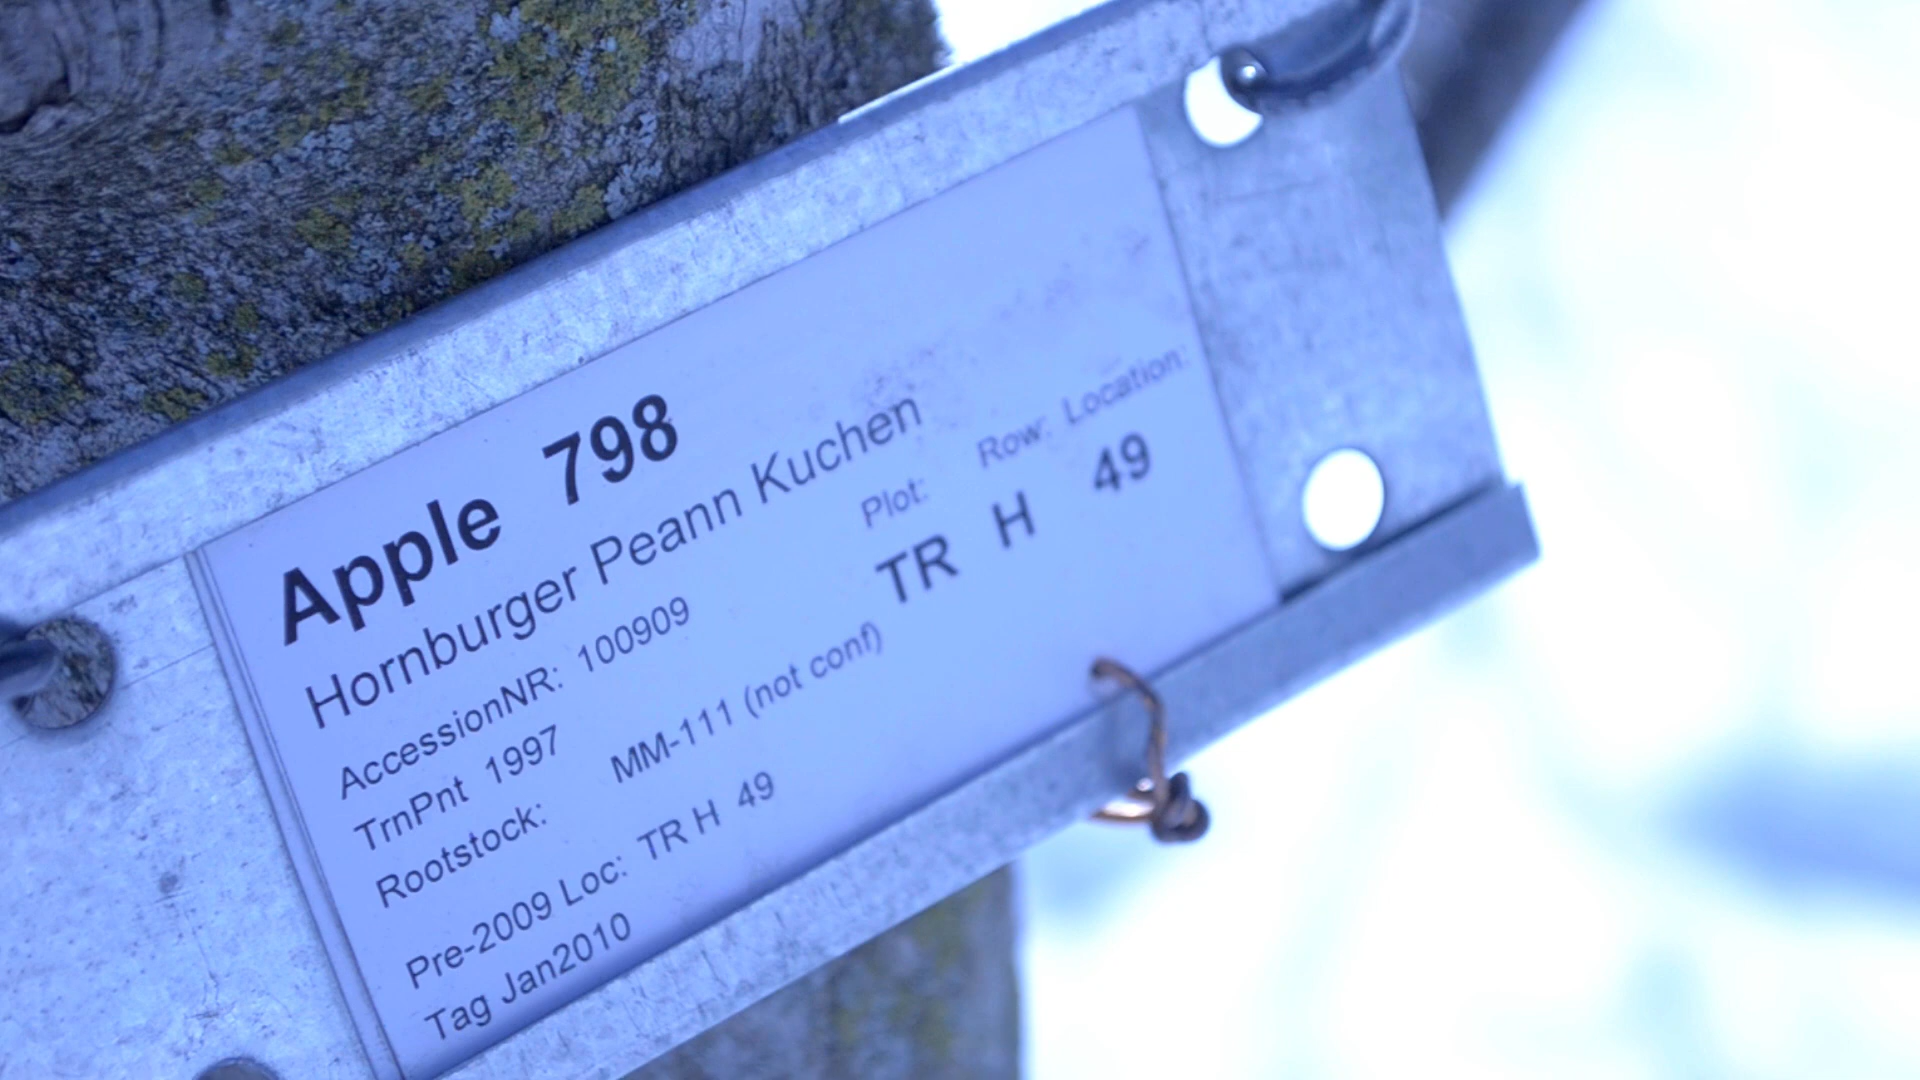 Apple 798
Hornburger Peann Kuchen
AccessionNR: 100909
Plot: Row: Location:
TR H 49
TrnPnt 1997
Rootstock: MM-111 (not conf)
Pre-2009 Loc: TR H 49
Tag Jan2010